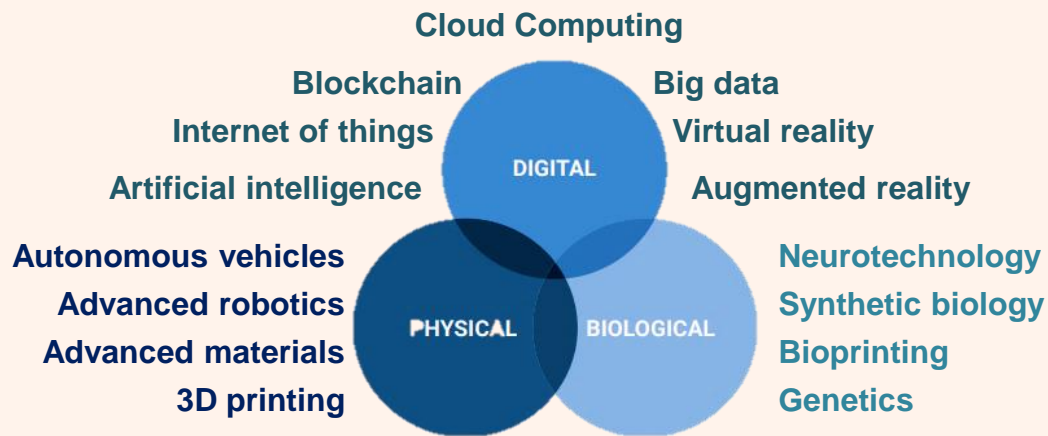 Cloud Computing
Blockchain
Big data
Internet of things
Virtual reality
DIGITAL
Artificial intelligence
Augmented reality
Autonomous vehicles
Neurotechnology
Advanced robotics
Synthetic biology
PHYSICAL
BIOLOGICAL
Advanced materials
Bioprinting
3D printing
Genetics